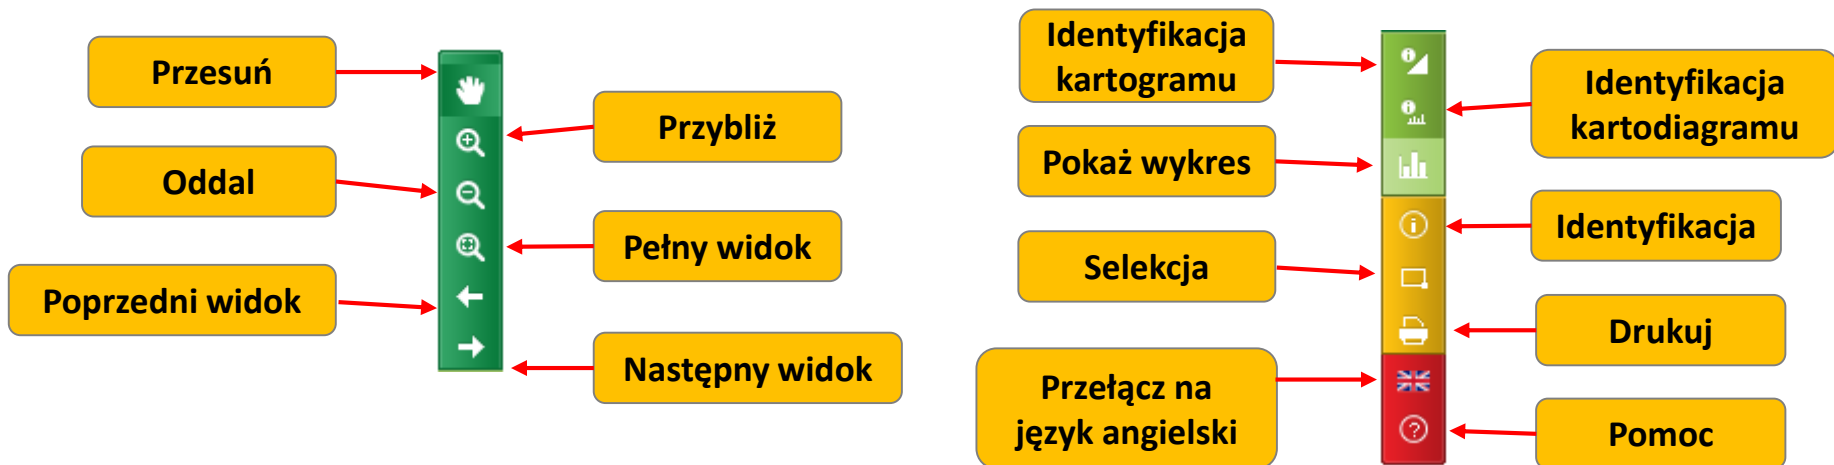 Przesuń
Przybliż
Oddal
Pełny widok
Poprzedni widok
Następny widok
Identyfikacja
kartogramu
Identyfikacja
kartodiagramu
Pokaż wykres
Identyfikacja
Selekcja
Drukuj
Przełącz na
język angielski
Pomoc